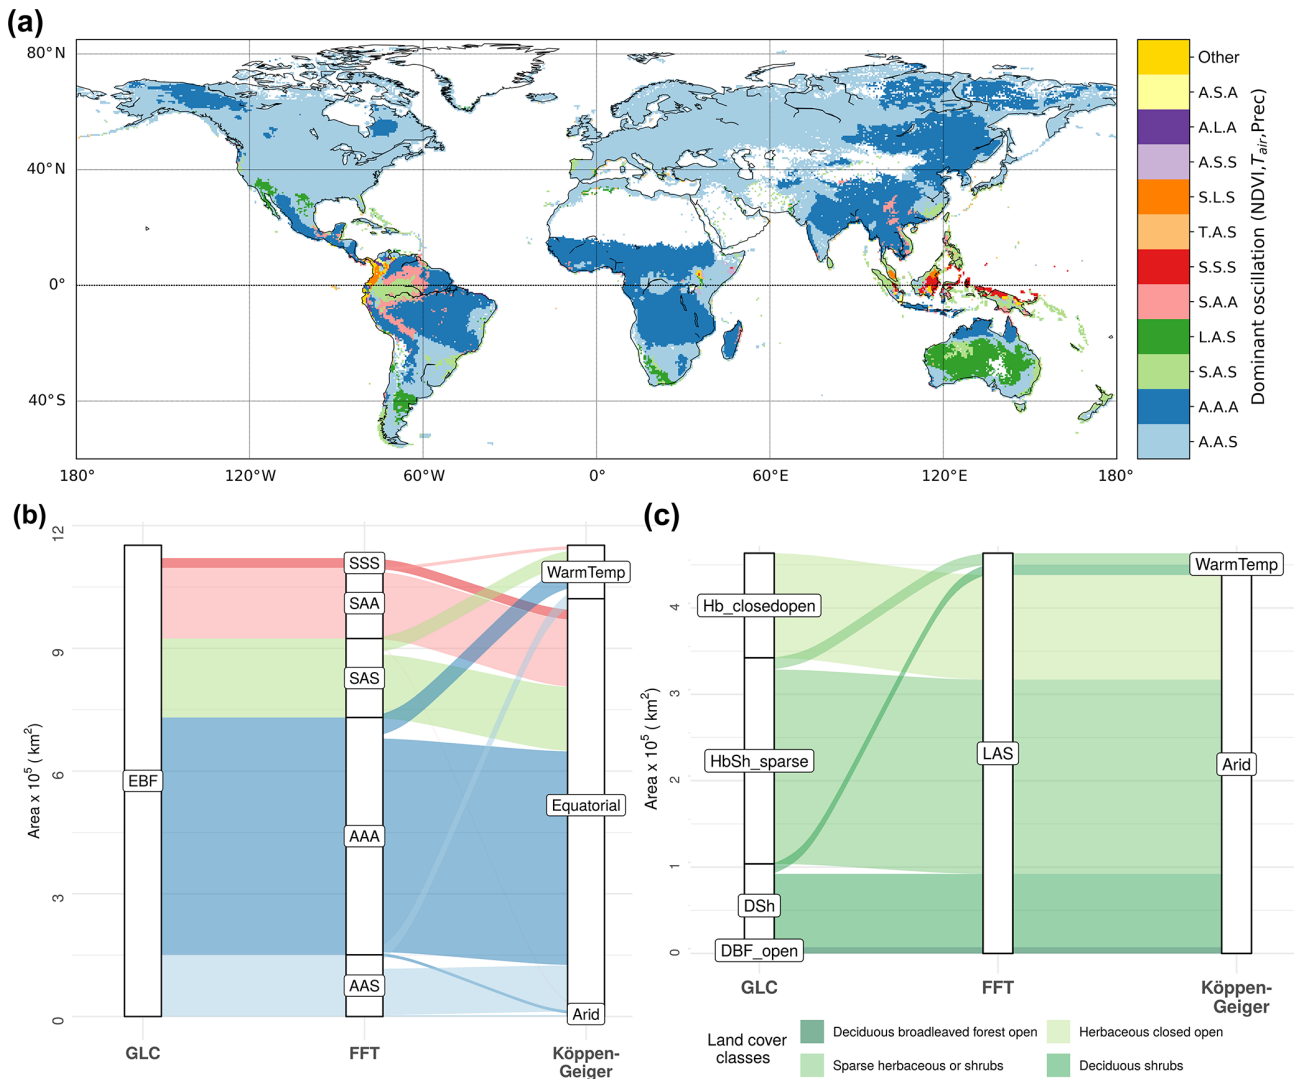 (a)
80° N
40° N
0°
40°S
180°
120°W
60°W
0°
60°E
120°E
180°
Other
A.S.A
A.L.A
A.S.S
S.L.S
T.A.S
S.S.S
S.A.A
L.A.S
S.A.S
A.A.A
A.A.S
Dominant oscillation (NDVI,Tair,Prec)
(b)
Area x 10⁵ ( km²)
0
3
6
9
12
EBF
SSS
SAA
SAS
AAA
AAS
WarmTemp
Equatorial
Arid
GLC
FFT
Köppen-
Geiger
(c)
Area x 10⁵ ( km²)
0
1
2
3
4
Hb_closedopen
HbSh_sparse
DSh
DBF_open
LAS
WarmTemp
Arid
GLC
FFT
Köppen-
Geiger
Land cover
classes
Deciduous broadleaved forest open
Herbaceous closed open
Sparse herbaceous or shrubs
Deciduous shrubs